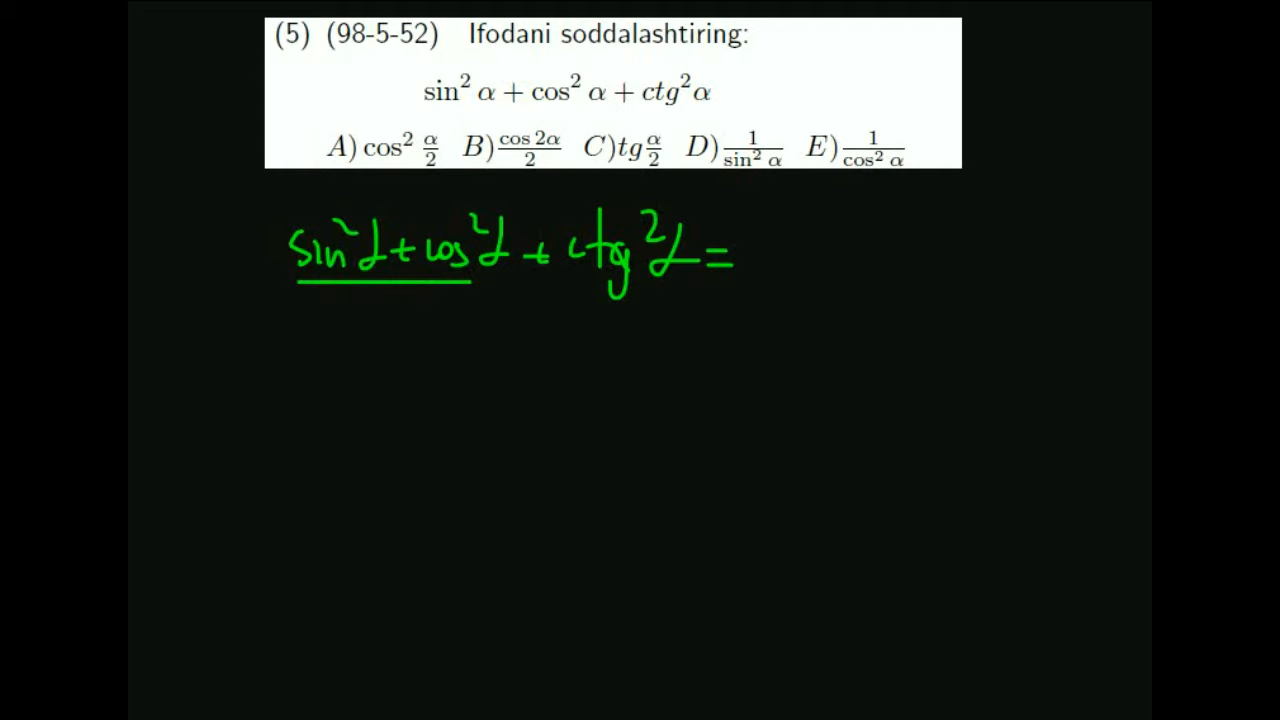 (5) (98-5-52) Ifodani soddalashtiring:
sin² α + cos² α + ctg²α
A) cos² α/2 B) cos 2α/2 C) tg α/2 D) 1/sin² α E) 1/cos² α
sin²α + cos²α + ctg²α =